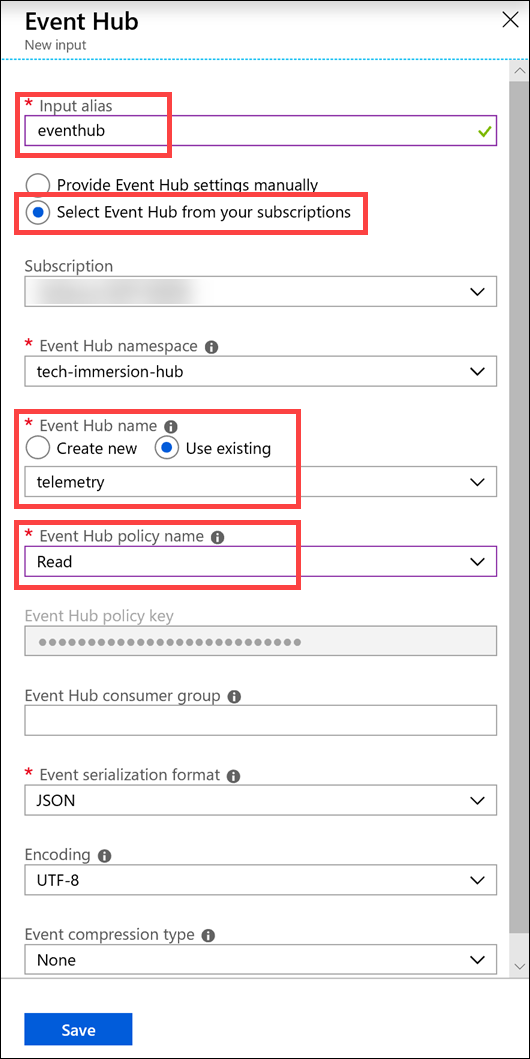 Event Hub
New input
* Input alias
eventhub
Provide Event Hub settings manually
Select Event Hub from your subscriptions
Subscription
* Event Hub namespace
tech-immersion-hub
* Event Hub name
Create new Use existing
telemetry
* Event Hub policy name
Read
Event Hub policy key
••••••••••••••••••••••••••••
Event Hub consumer group
* Event serialization format
JSON
Encoding
UTF-8
Event compression type
None
Save